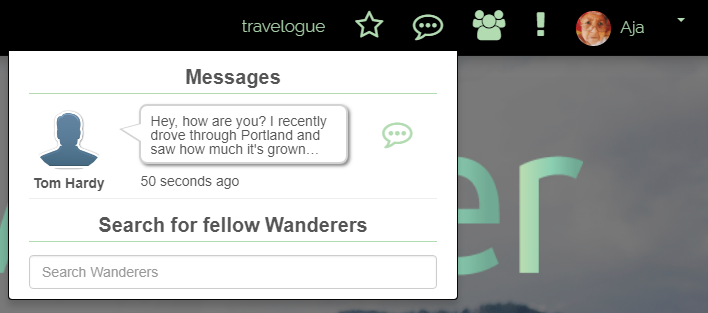 travelogue
Aja
Messages
Hey, how are you? I recently
drove through Portland and
saw how much it's grown...
Tom Hardy
50 seconds ago
Search for fellow Wanderers
Search Wanderers
er